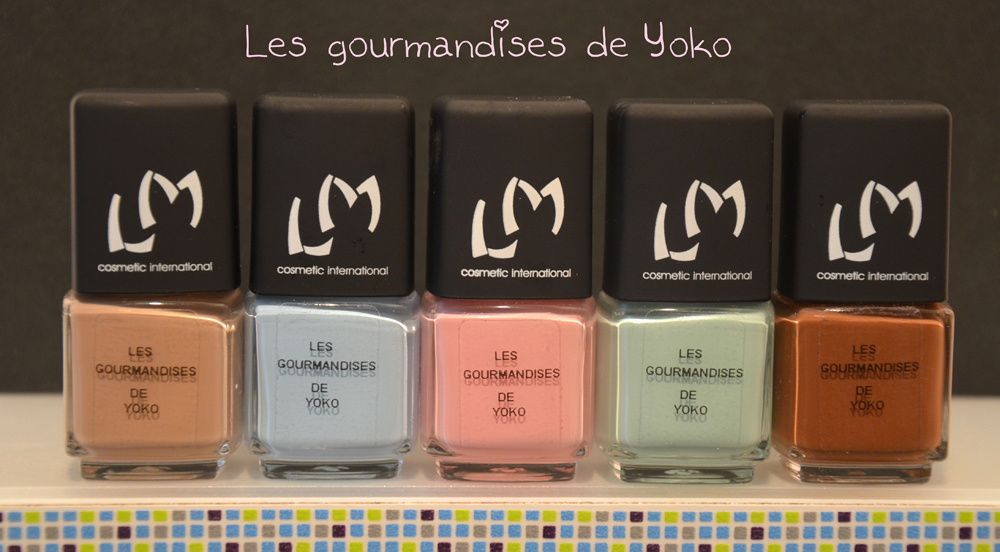 Les gourmandises de Yoko
LM
cosmetic international
LM
cosmetic international
LM
cosmetic international
LM
cosmetic international
LM
cosmetic international
LES
GOURMANDISES
DE
YOKO
LES
GOURMANDISES
DE
YOKO
LES
GOURMANDISES
DE
YOKO
LES
GOURMANDISES
DE
YOKO
LES
GOURMANDISES
DE
YOKO